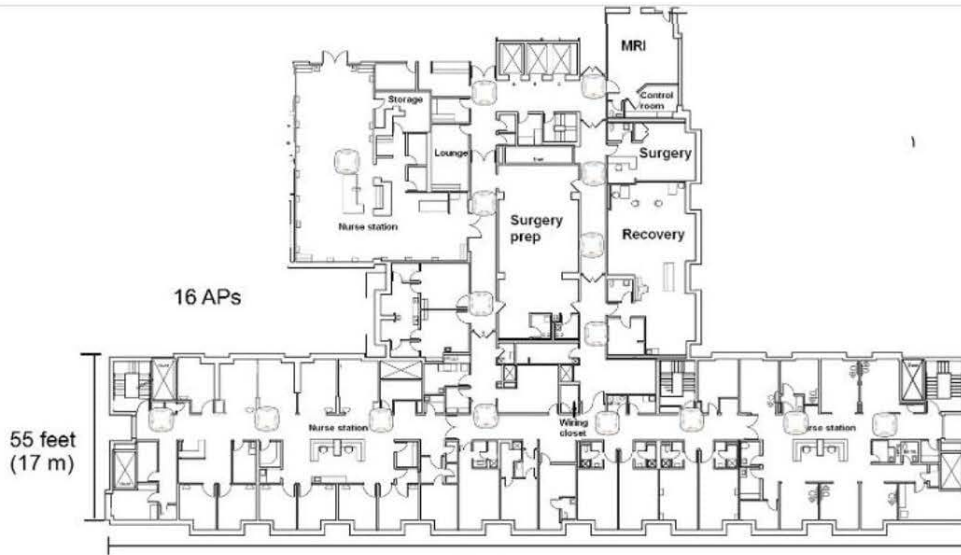 MRI
Storage
Control
room
Lounge
Surgery
Nurse station
Surgery
prep
Recovery
16 APs
55 feet
(17 m)
Nurse station
Wiring
closet
urse station